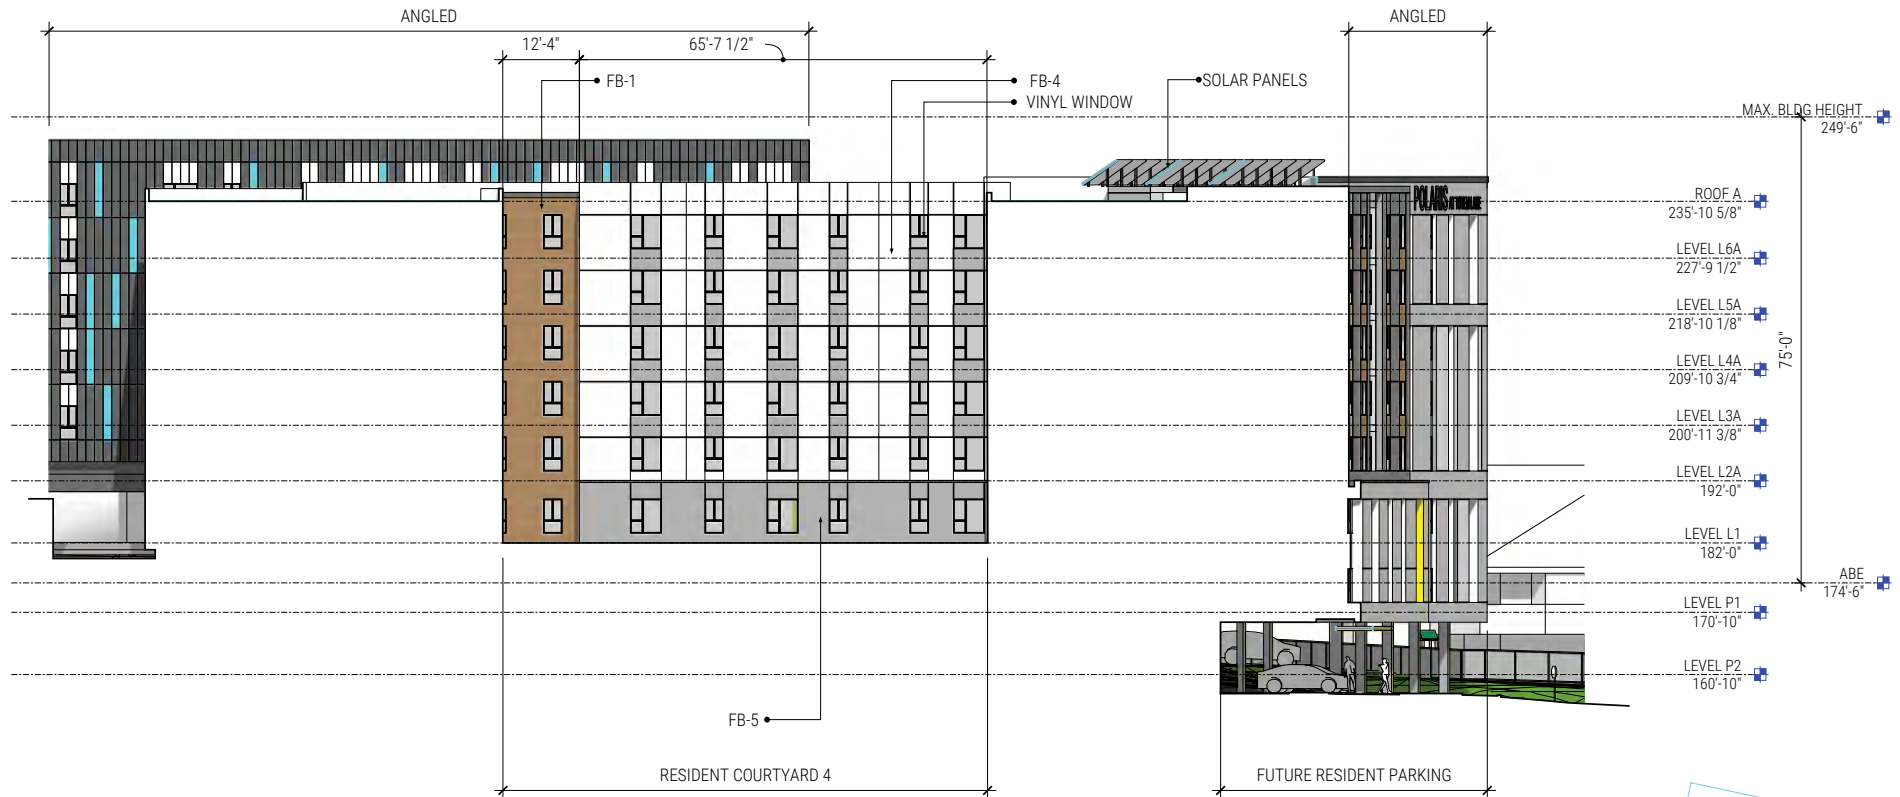 ANGLED
ANGLED
12'-4"
65'-7 1/2"
FB-1
FB-4
SOLAR PANELS
VINYL WINDOW
MAX. BLDG HEIGHT
249'-6"
POLARIS
ROOF A
235'-10 5/8"
LEVEL L6A
227'-9 1/2"
LEVEL L5A
218'-10 1/8"
75'-0"
LEVEL L4A
209'-10 3/4"
LEVEL L3A
200'-11 3/8"
LEVEL L2A
192'-0"
LEVEL L1
182'-0"
ABE
174'-6"
LEVEL P1
170'-10"
LEVEL P2
160'-10"
FB-5
RESIDENT COURTYARD 4
FUTURE RESIDENT PARKING